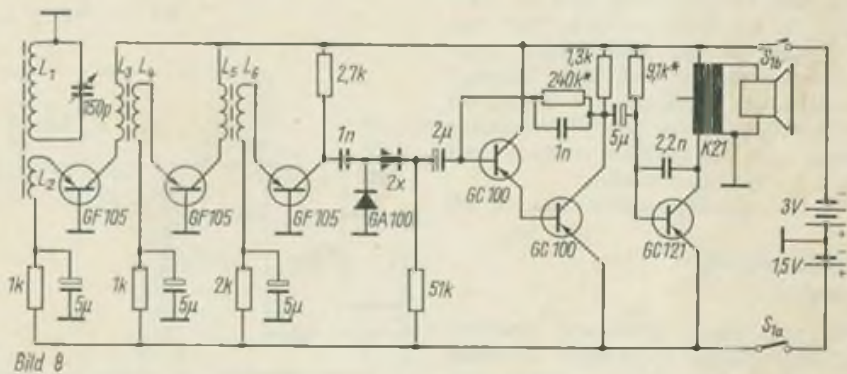 L1
250p
L2
GF105
1k
5µ
L3
L4
GF105
1k
5µ
L5
L6
GF105
2k
5µ
2,7k
1n
2x
GA100
51k
2µ
240k*
1n
GC100
GC100
1,3k
5µ
9,1k*
2,2n
GC121
K21
S1b
3V
1,5V
S1a
-
+
-
+
Bild 8